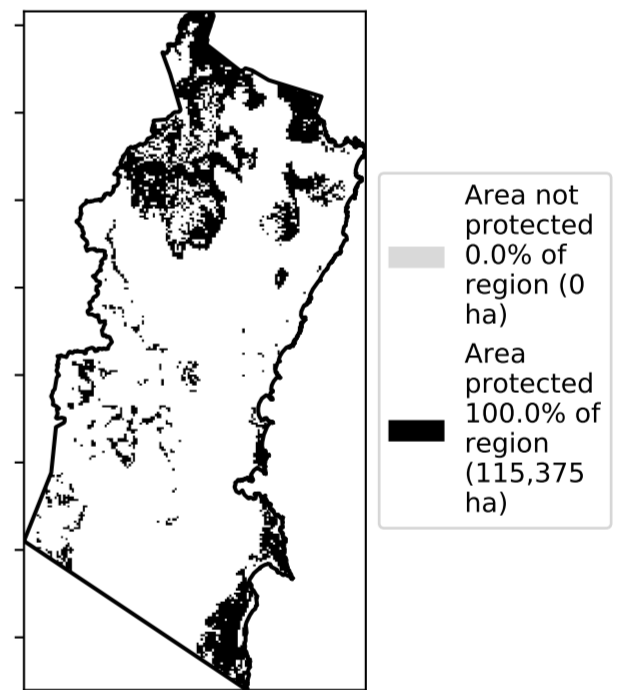 Area not
protected
0.0% of
region (0
ha)
Area
protected
100.0% of
region
(115,375
ha)